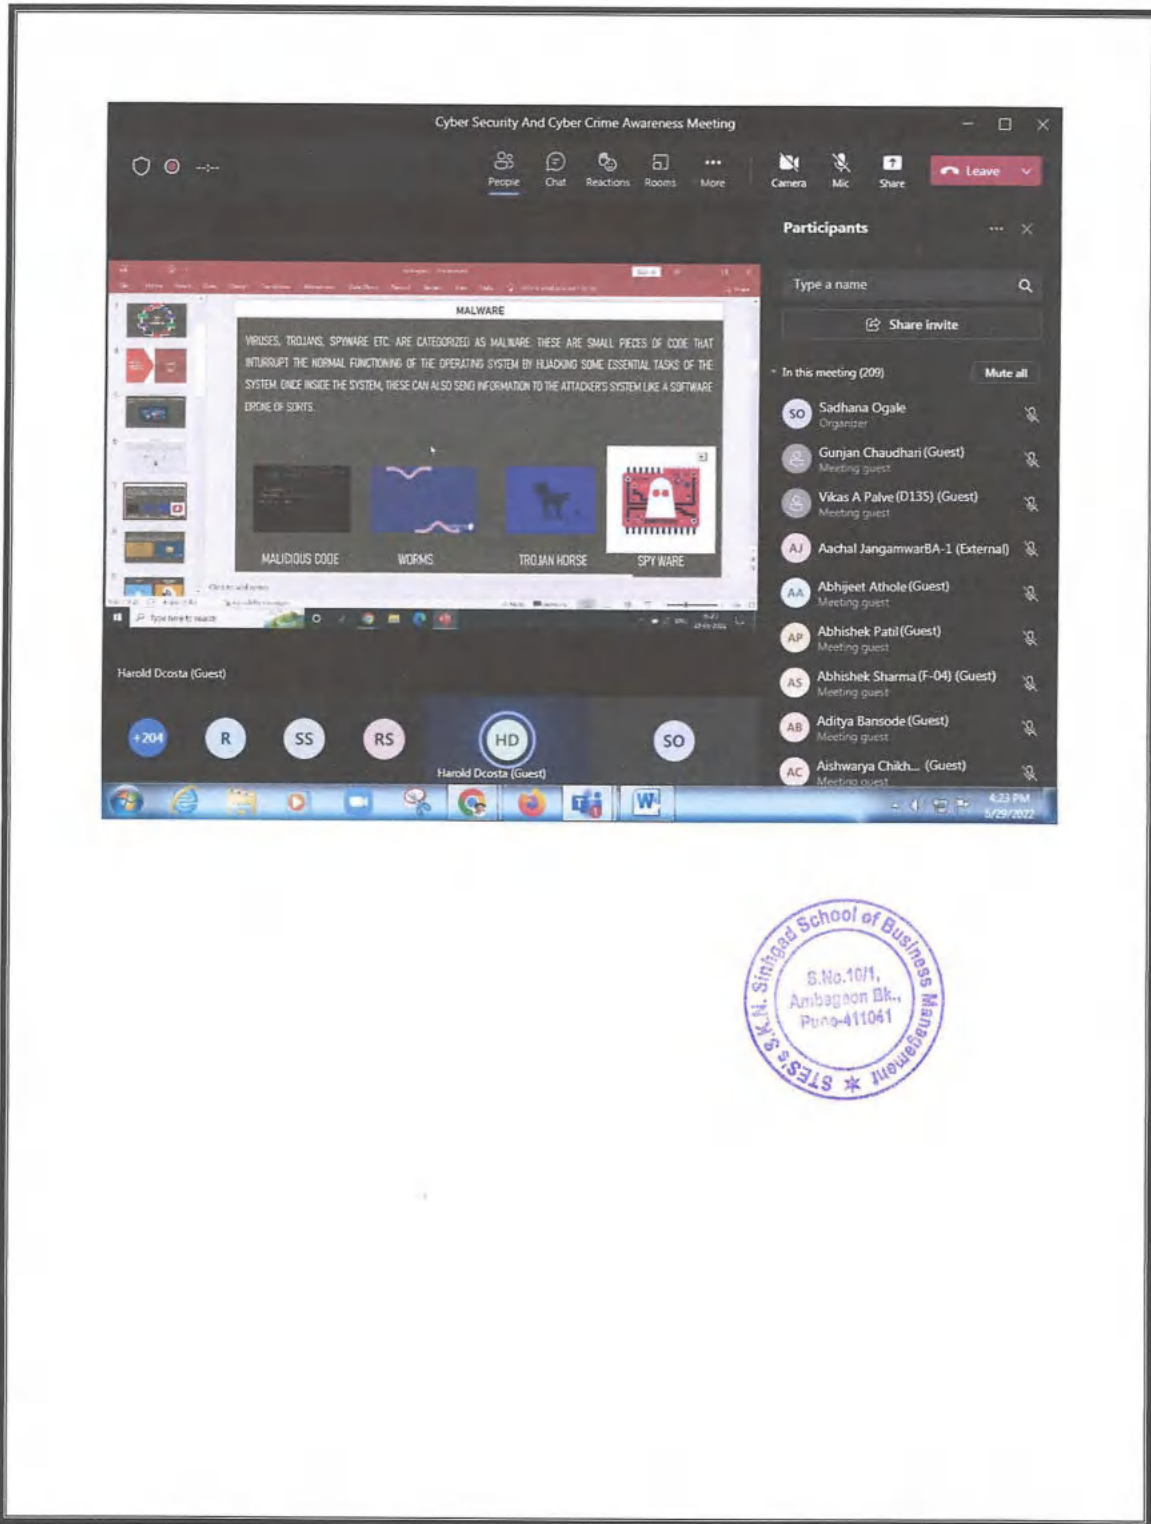 Cyber Security And Cyber Crime Awareness Meeting
--:--
People
Chat
Reactions
Rooms
More
Camera
Mic
Share
Leave
Participants
Type a name
Share invite
In this meeting (209)
Mute all
SO
Sadhana Ogale
Organizer
Gunjan Chaudhari (Guest)
Meeting guest
Vikas A Palve (D135) (Guest)
Meeting guest
AJ
Aachal JangamwarBA-1 (External)
AA
Abhijeet Athole (Guest)
Meeting guest
AP
Abhishek Patil (Guest)
Meeting guest
AS
Abhishek Sharma (F-04) (Guest)
Meeting guest
AB
Aditya Bansode (Guest)
Meeting guest
AC
Aishwarya Chikh... (Guest)
Meeting guest
MALWARE
VIRUSES, TROJANS, SPYWARE ETC. ARE CATEGORIZED AS MALWARE. THESE ARE SMALL PIECES OF CODE THAT
INTURRUPT THE NORMAL FUNCTIONING OF THE OPERATING SYSTEM BY HIJACKING SOME ESSENTIAL TASKS OF THE
SYSTEM. ONCE INSIDE THE SYSTEM, THESE CAN ALSO SEND INFORMATION TO THE ATTACKER'S SYSTEM LIKE A SOFTWARE
DRONE OF SORTS.
MALICIOUS CODE
WORMS
TROJAN HORSE
SPY WARE
Type here to search
Harold Dcosta (Guest)
+204
R
SS
RS
HD
SO
Harold Dcosta (Guest)
4:23 PM
6/29/2022
STES's S.K.N. Sinhgad School of Business Management
S.No.10/1,
Ambegaon Bk.,
Pune-411041